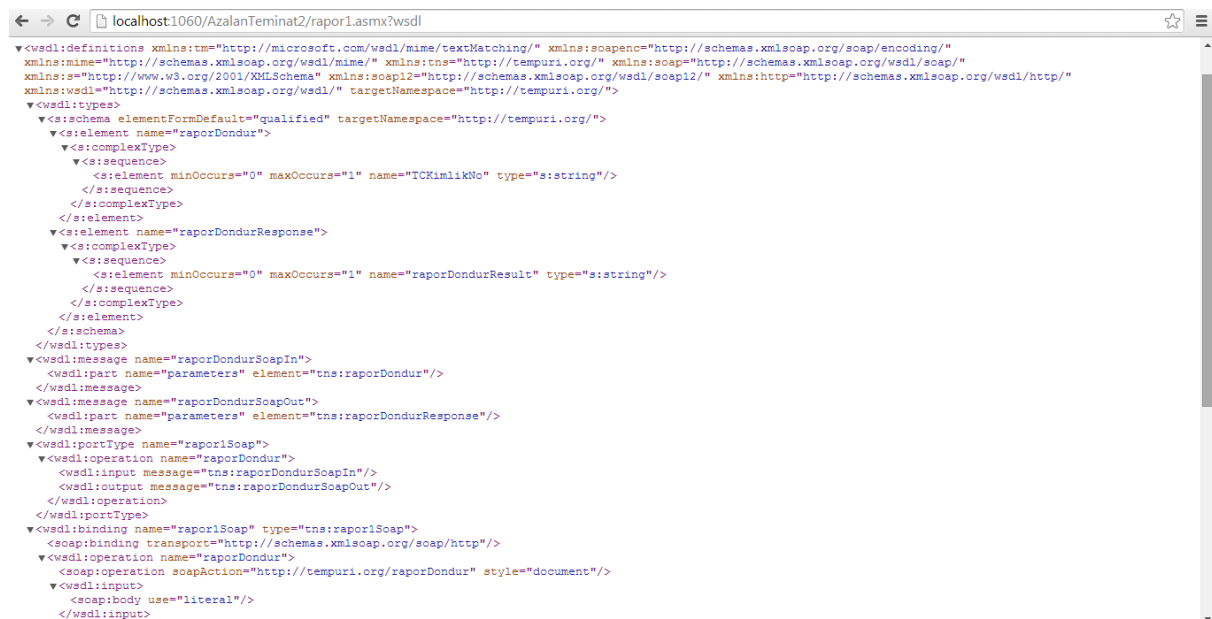 localhost:1060/AzalanTeminat2/rapor1.asmx?wsdl
▼<wsdl:definitions xmlns:tm="http://microsoft.com/wsdl/mime/textMatching/" xmlns:soapenc="http://schemas.xmlsoap.org/soap/encoding/"
xmlns:mime="http://schemas.xmlsoap.org/wsdl/mime/" xmlns:tns="http://tempuri.org/" xmlns:soap="http://schemas.xmlsoap.org/wsdl/soap/"
xmlns:s="http://www.w3.org/2001/XMLSchema" xmlns:soap12="http://schemas.xmlsoap.org/wsdl/soap12/" xmlns:http="http://schemas.xmlsoap.org/wsdl/http/"
xmlns:wsdl="http://schemas.xmlsoap.org/wsdl/" targetNamespace="http://tempuri.org/">
▼<wsdl:types>
▼<s:schema elementFormDefault="qualified" targetNamespace="http://tempuri.org/">
▼<s:element name="raporDondur">
▼<s:complexType>
▼<s:sequence>
<s:element minOccurs="0" maxOccurs="1" name="TCKimlikNo" type="s:string"/>
</s:sequence>
</s:complexType>
</s:element>
▼<s:element name="raporDondurResponse">
▼<s:complexType>
▼<s:sequence>
<s:element minOccurs="0" maxOccurs="1" name="raporDondurResult" type="s:string"/>
</s:sequence>
</s:complexType>
</s:element>
</s:schema>
</wsdl:types>
▼<wsdl:message name="raporDondurSoapIn">
<wsdl:part name="parameters" element="tns:raporDondur"/>
</wsdl:message>
▼<wsdl:message name="raporDondurSoapOut">
<wsdl:part name="parameters" element="tns:raporDondurResponse"/>
</wsdl:message>
▼<wsdl:portType name="rapor1Soap">
▼<wsdl:operation name="raporDondur">
<wsdl:input message="tns:raporDondurSoapIn"/>
<wsdl:output message="tns:raporDondurSoapOut"/>
</wsdl:operation>
</wsdl:portType>
▼<wsdl:binding name="rapor1Soap" type="tns:rapor1Soap">
<soap:binding transport="http://schemas.xmlsoap.org/soap/http"/>
▼<wsdl:operation name="raporDondur">
<soap:operation soapAction="http://tempuri.org/raporDondur" style="document"/>
▼<wsdl:input>
<soap:body use="literal"/>
</wsdl:input>